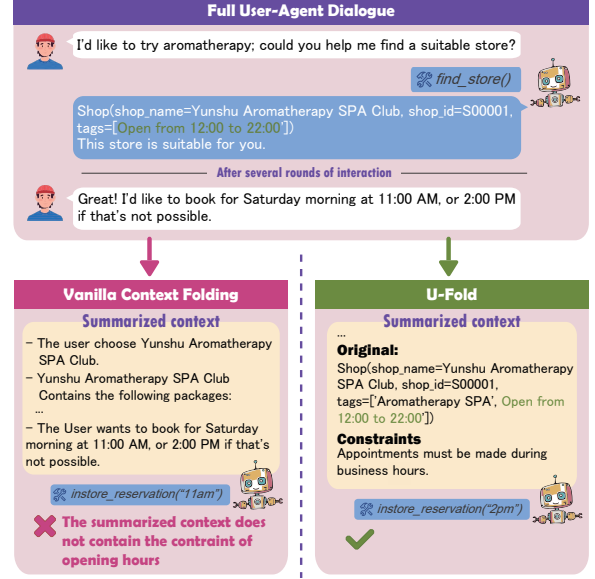 Full User-Agent Dialogue
I'd like to try aromatherapy; could you help me find a suitable store?
find_store()
Shop(shop_name=Yunshu Aromatherapy SPA Club, shop_id=S00001,
tags=[Open from 12:00 to 22:00'])
This store is suitable for you.
After several rounds of interaction
Great! I'd like to book for Saturday morning at 11:00 AM, or 2:00 PM
if that's not possible.
Vanilla Context Folding
Summarized context
– The user choose Yunshu Aromatherapy
SPA Club.
– Yunshu Aromatherapy SPA Club
Contains the following packages:
...
– The User wants to book for Saturday
morning at 11:00 AM, or 2:00 PM if that's
not possible.
instore_reservation("11am")
The summarized context does
not contain the contraint of
opening hours
U-Fold
Summarized context
...
Original:
Shop(shop_name=Yunshu Aromatherapy
SPA Club, shop_id=S00001,
tags=['Aromatherapy SPA', Open from
12:00 to 22:00'])
Constraints
Appointments must be made during
business hours.
instore_reservation("2pm")